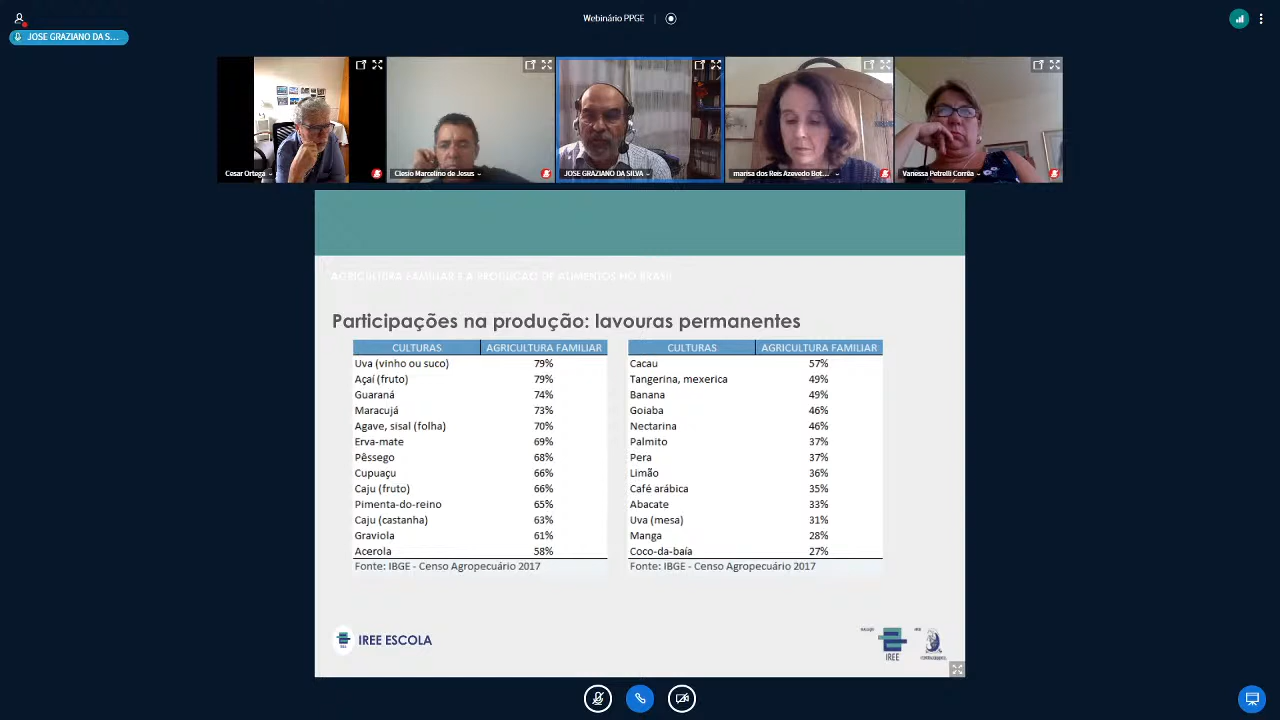 Webinário PPGE
JOSE GRAZIANO DA S...
Cesar Ortega
Clesio Marcelino de Jesus
JOSE GRAZIANO DA SILVA
marisa dos Reis Azevedo Bot...
Vanessa Petrelli Corrêa
AGRICULTURA FAMILIAR E A PRODUÇÃO DE ALIMENTOS NO BRASIL
Participações na produção: lavouras permanentes
CULTURAS AGRICULTURA FAMILIAR
Uva (vinho ou suco) 79%
Açaí (fruto) 79%
Guaraná 74%
Maracujá 73%
Agave, sisal (folha) 70%
Erva-mate 69%
Pêssego 68%
Cupuaçu 66%
Caju (fruto) 66%
Pimenta-do-reino 65%
Caju (castanha) 63%
Graviola 61%
Acerola 58%
Fonte: IBGE - Censo Agropecuário 2017
CULTURAS AGRICULTURA FAMILIAR
Cacau 57%
Tangerina, mexerica 49%
Banana 49%
Goiaba 46%
Nectarina 46%
Palmito 37%
Pera 37%
Limão 36%
Café arábica 35%
Abacate 33%
Uva (mesa) 31%
Manga 28%
Coco-da-baía 27%
Fonte: IBGE - Censo Agropecuário 2017
IREE ESCOLA
IREE